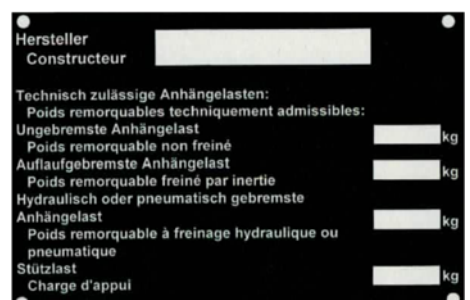 Hersteller
Constructeur
Technisch zulässige Anhängelasten:
Poids remorquables techniquement admissibles:
Ungebremste Anhängelast
kg
Poids remorquable non freiné
Auflaufgebremste Anhängelast
kg
Poids remorquable freiné par inertie
Hydraulisch oder pneumatisch gebremste
Anhängelast
kg
Poids remorquable à freinage hydraulique ou
pneumatique
Stützlast
kg
Charge d'appui